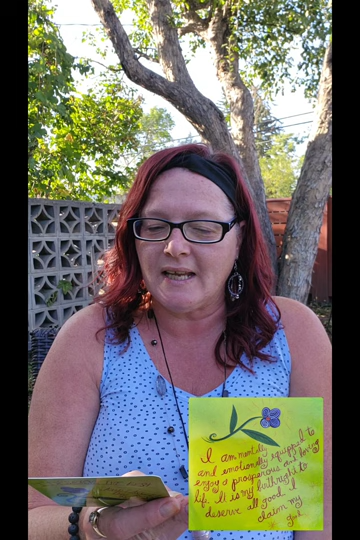 I am mentally
and emotionally equipped to
enjoy a prosperous and loving
life. It is my birthright to
deserve all good. I
claim my
good.